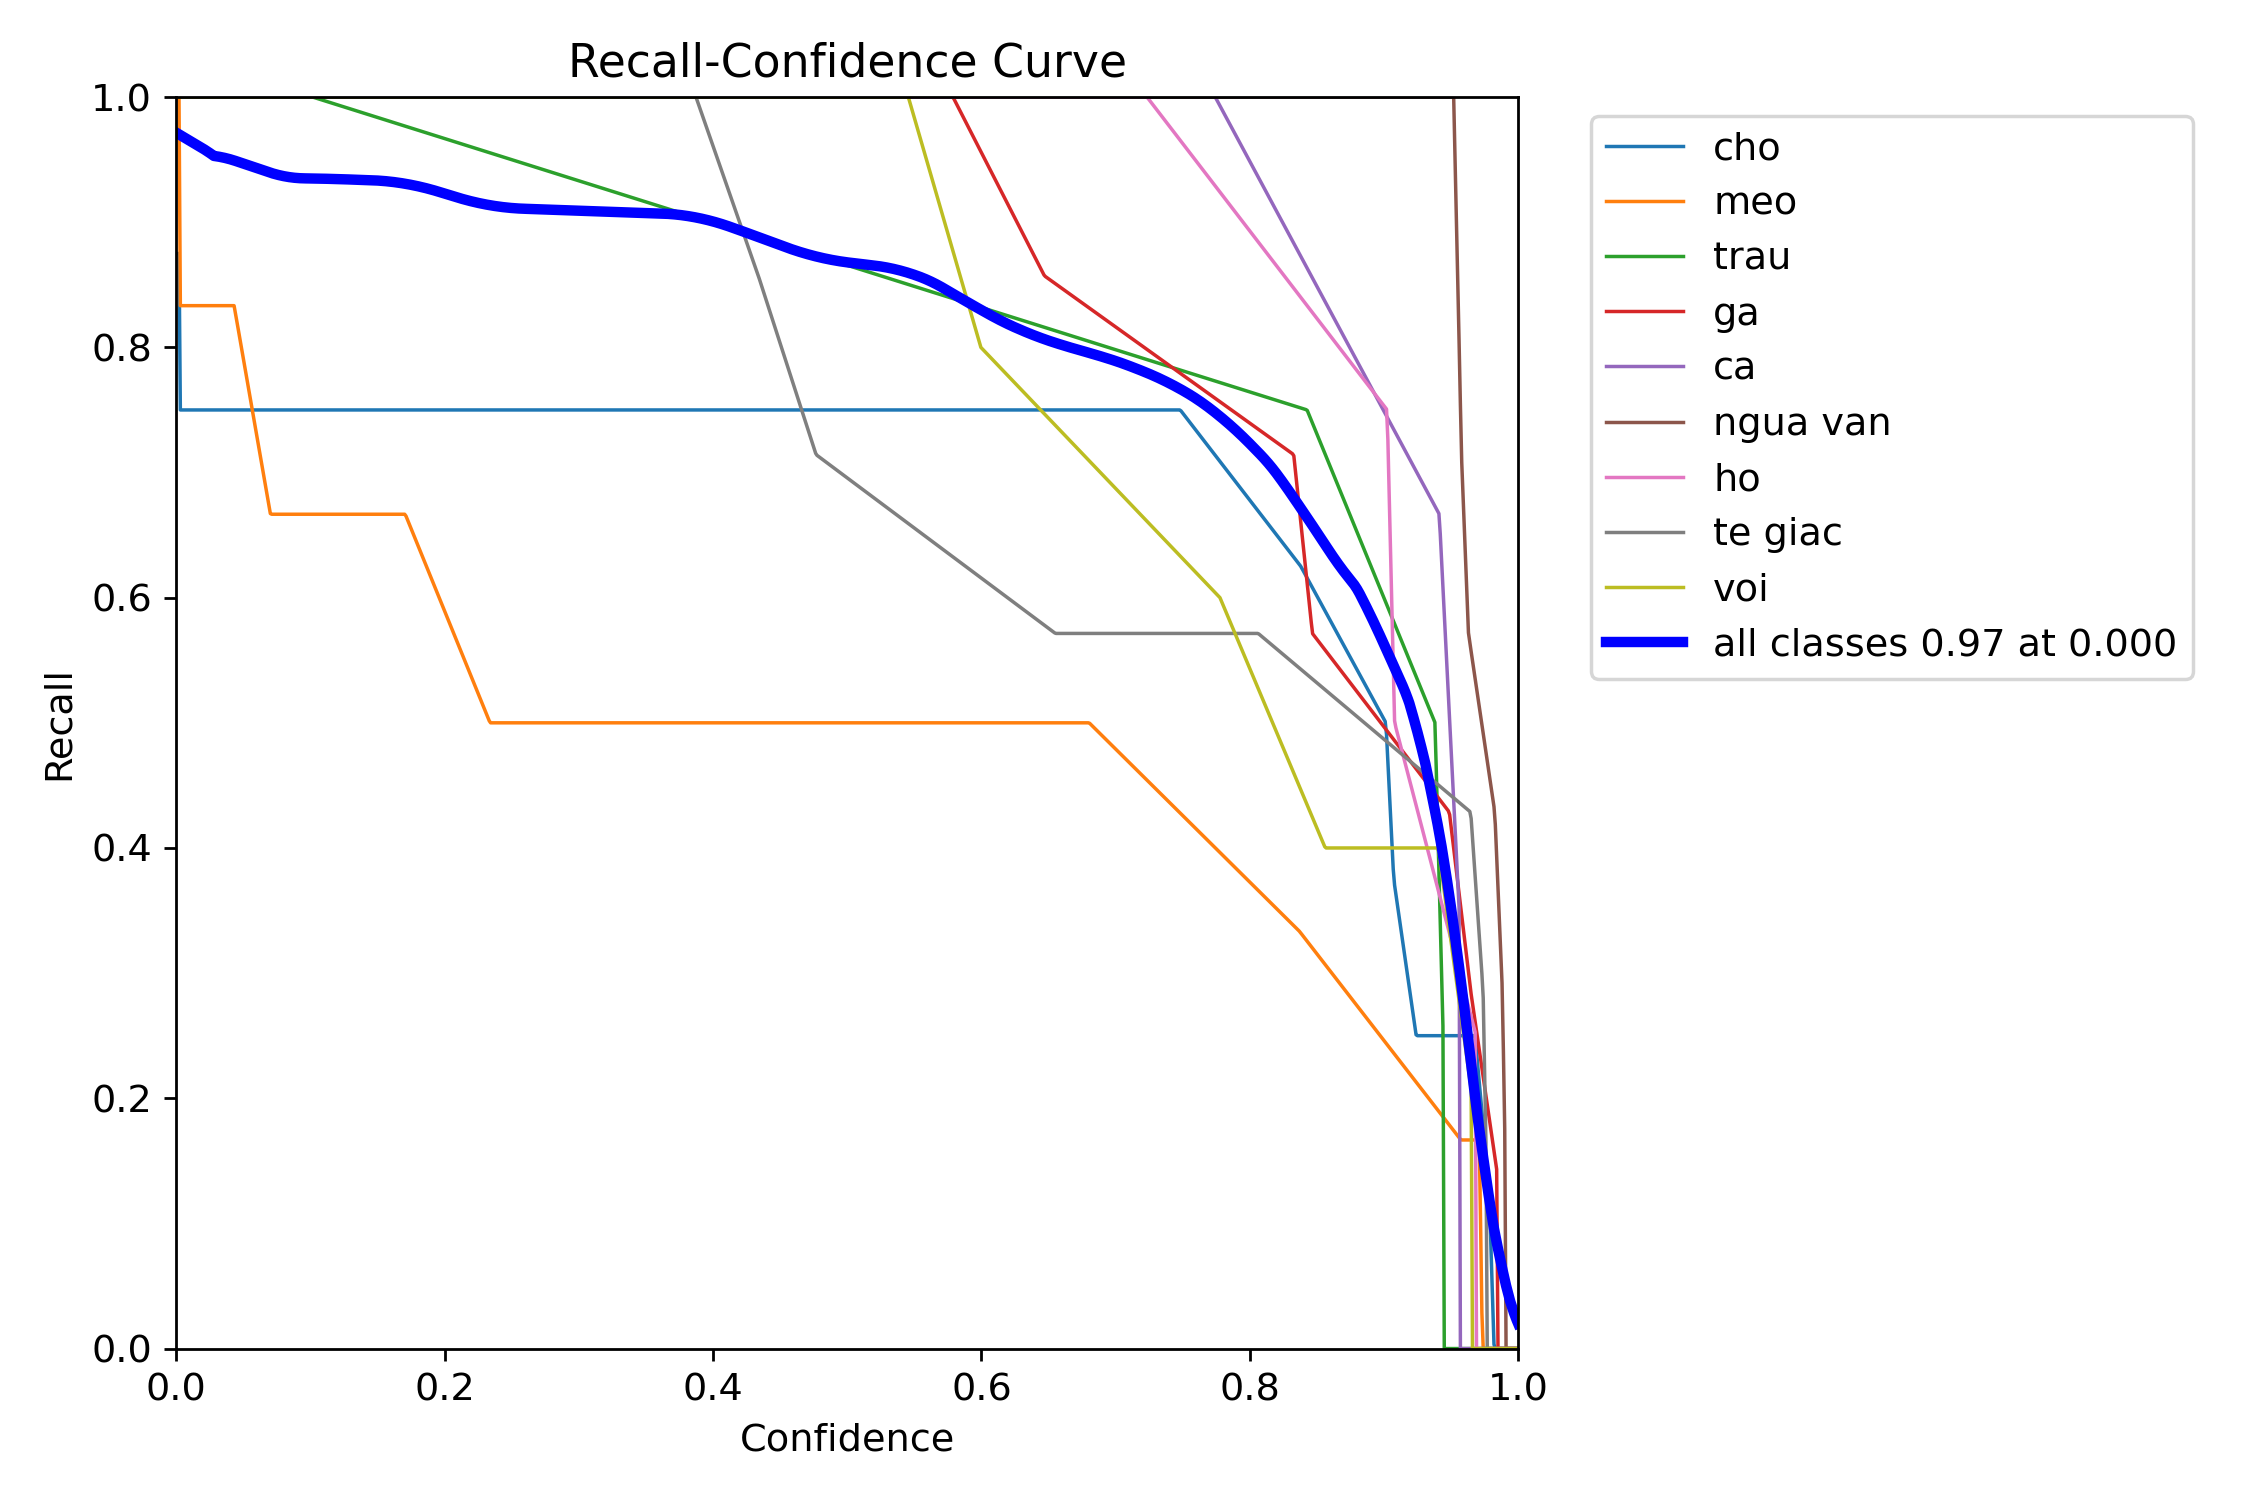 Recall-Confidence Curve
1.0
0.8
0.6
0.4
0.2
0.0
Recall
0.0 0.2 0.4 0.6 0.8 1.0
Confidence
cho
meo
trau
ga
ca
ngua van
ho
te giac
voi
all classes 0.97 at 0.000